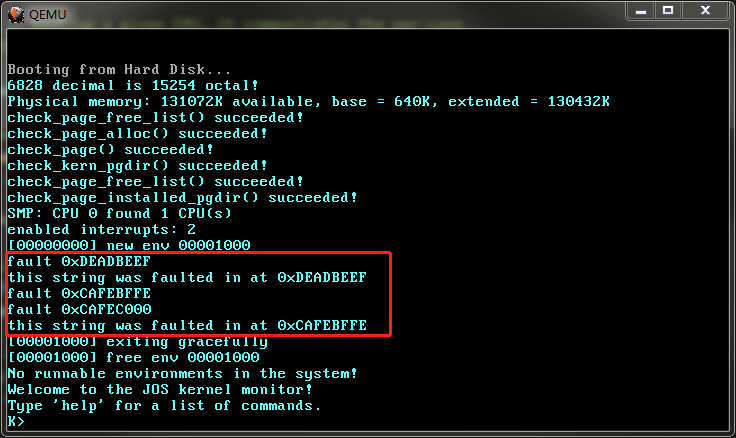 QEMU
Booting from Hard Disk...
6828 decimal is 15254 octal!
Physical memory: 131072K available, base = 640K, extended = 130432K
check_page_free_list() succeeded!
check_page_alloc() succeeded!
check_page() succeeded!
check_kern_pgdir() succeeded!
check_page_free_list() succeeded!
check_page_installed_pgdir() succeeded!
SMP: CPU 0 found 1 CPU(s)
enabled interrupts: 2
[00000000] new env 00001000
fault 0xDEADBEEF
this string was faulted in at 0xDEADBEEF
fault 0xCAFEBFFE
fault 0xCAFEC000
this string was faulted in at 0xCAFEBFFE
[00001000] exiting gracefully
[00001000] free env 00001000
No runnable environments in the system!
Welcome to the JOS kernel monitor!
Type 'help' for a list of commands.
K>